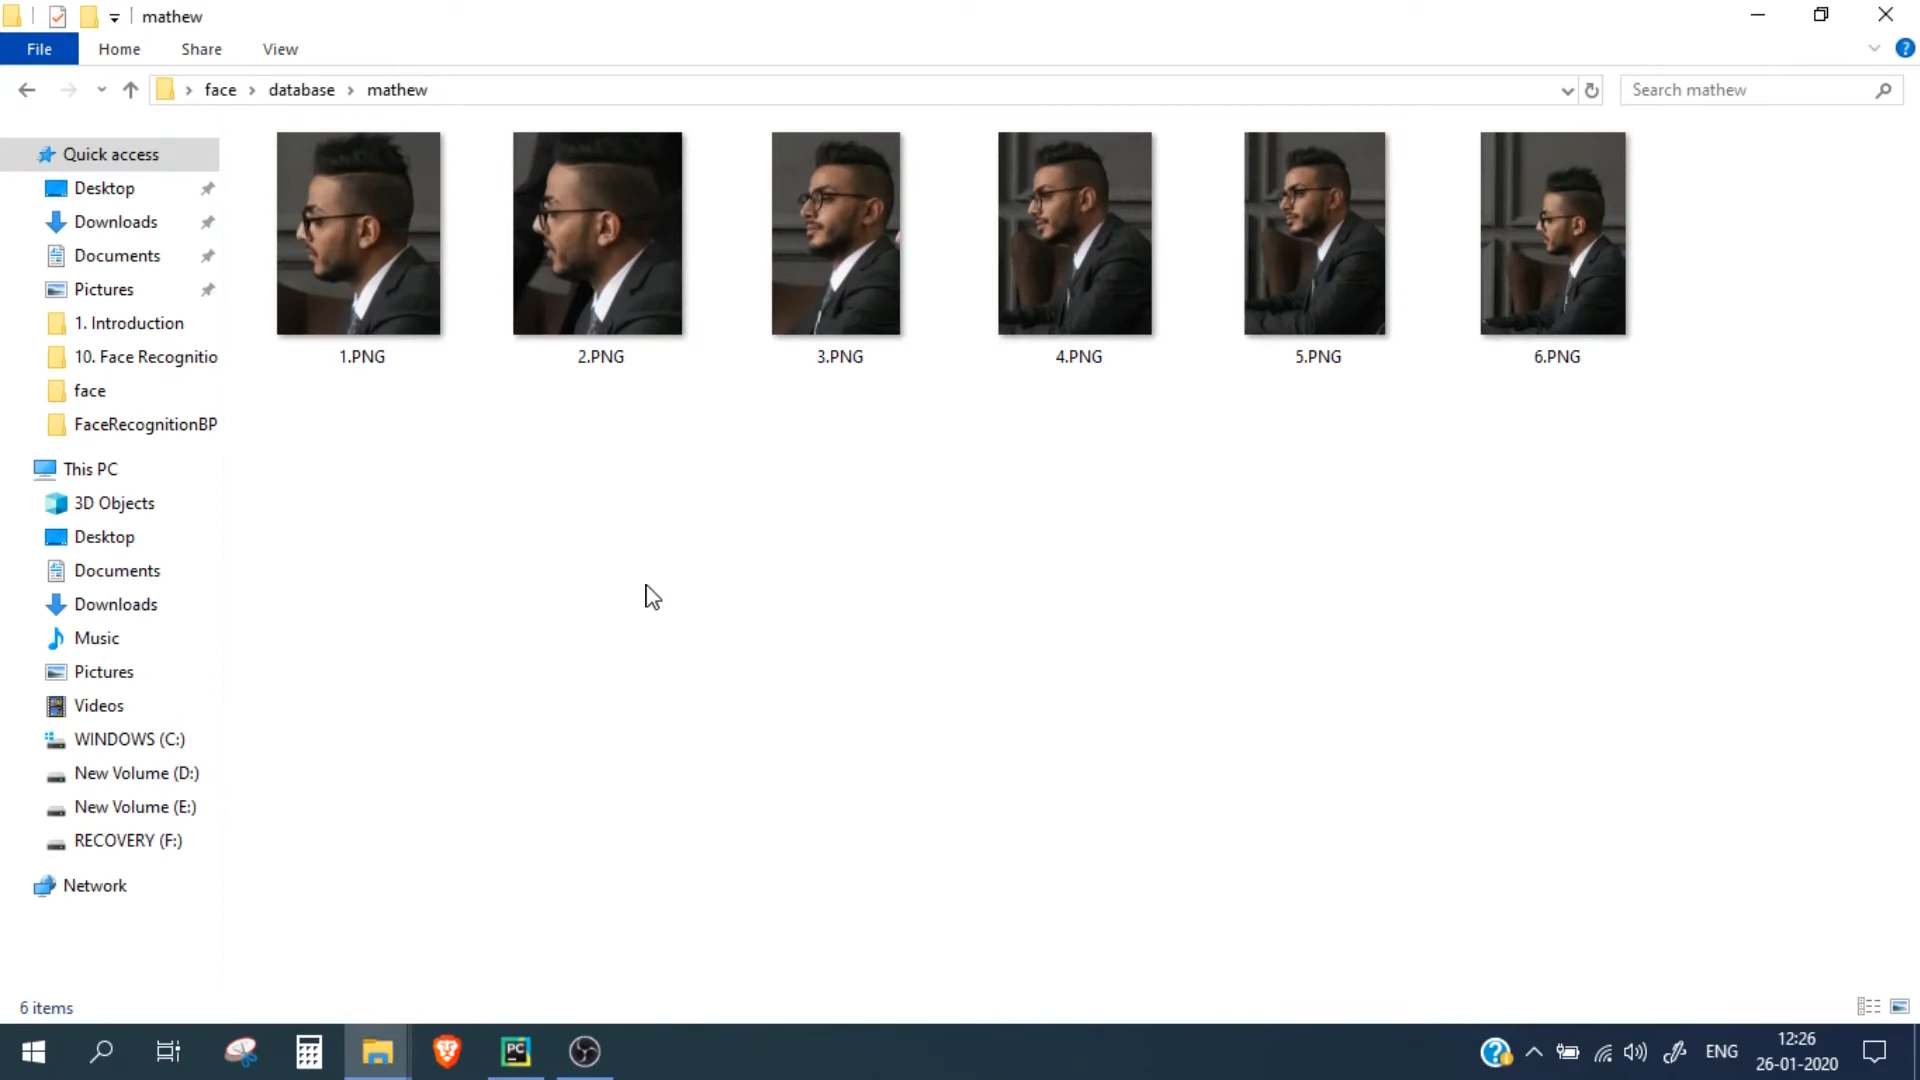 mathew
File Home Share View
face database mathew
Search mathew
Quick access
Desktop
Downloads
Documents
Pictures
1. Introduction
10. Face Recognitio
face
FaceRecognitionBP
This PC
3D Objects
Desktop
Documents
Downloads
Music
Pictures
Videos
WINDOWS (C:)
New Volume (D:)
New Volume (E:)
RECOVERY (F:)
Network
1.PNG 2.PNG 3.PNG 4.PNG 5.PNG 6.PNG
6 items
PC
ENG
12:26
26-01-2020